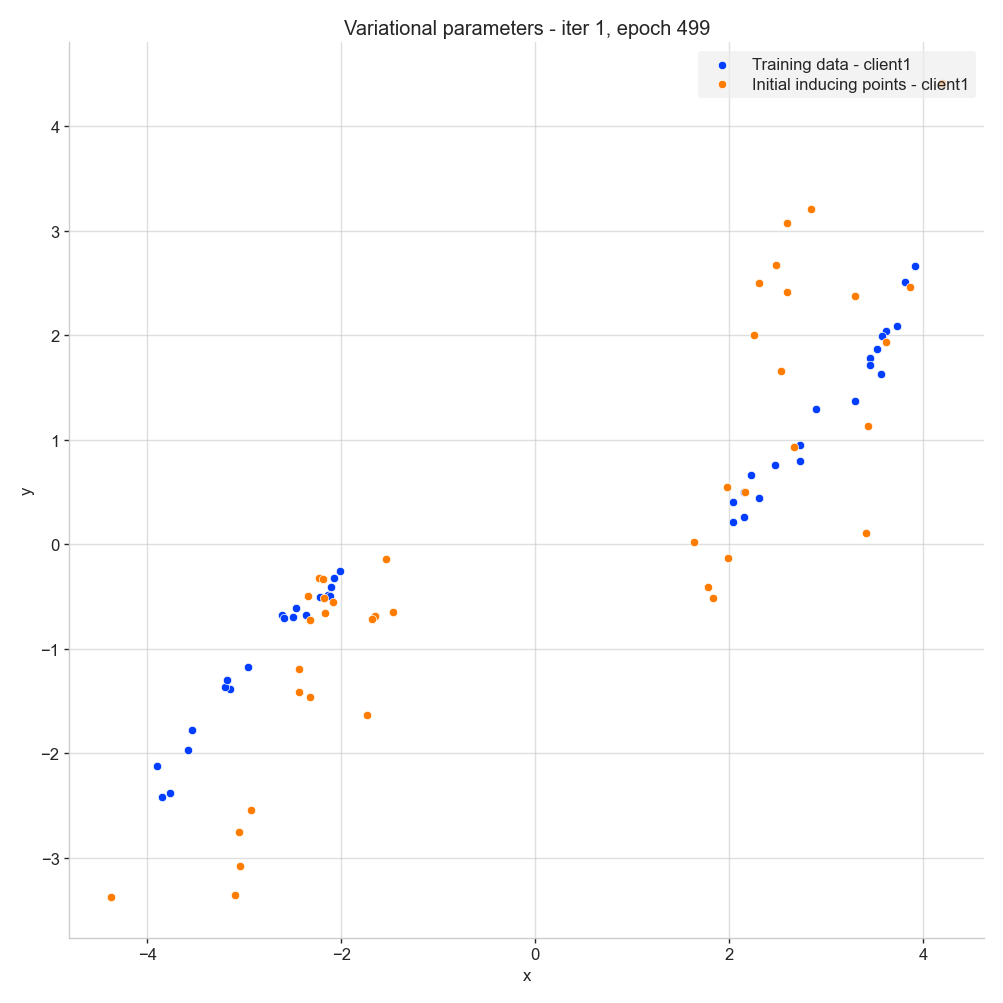 Variational parameters - iter 1, epoch 499
Training data - client1
Initial inducing points - client1
4
3
2
1
0
−1
−2
−3
y
−4 −2 0 2 4
x